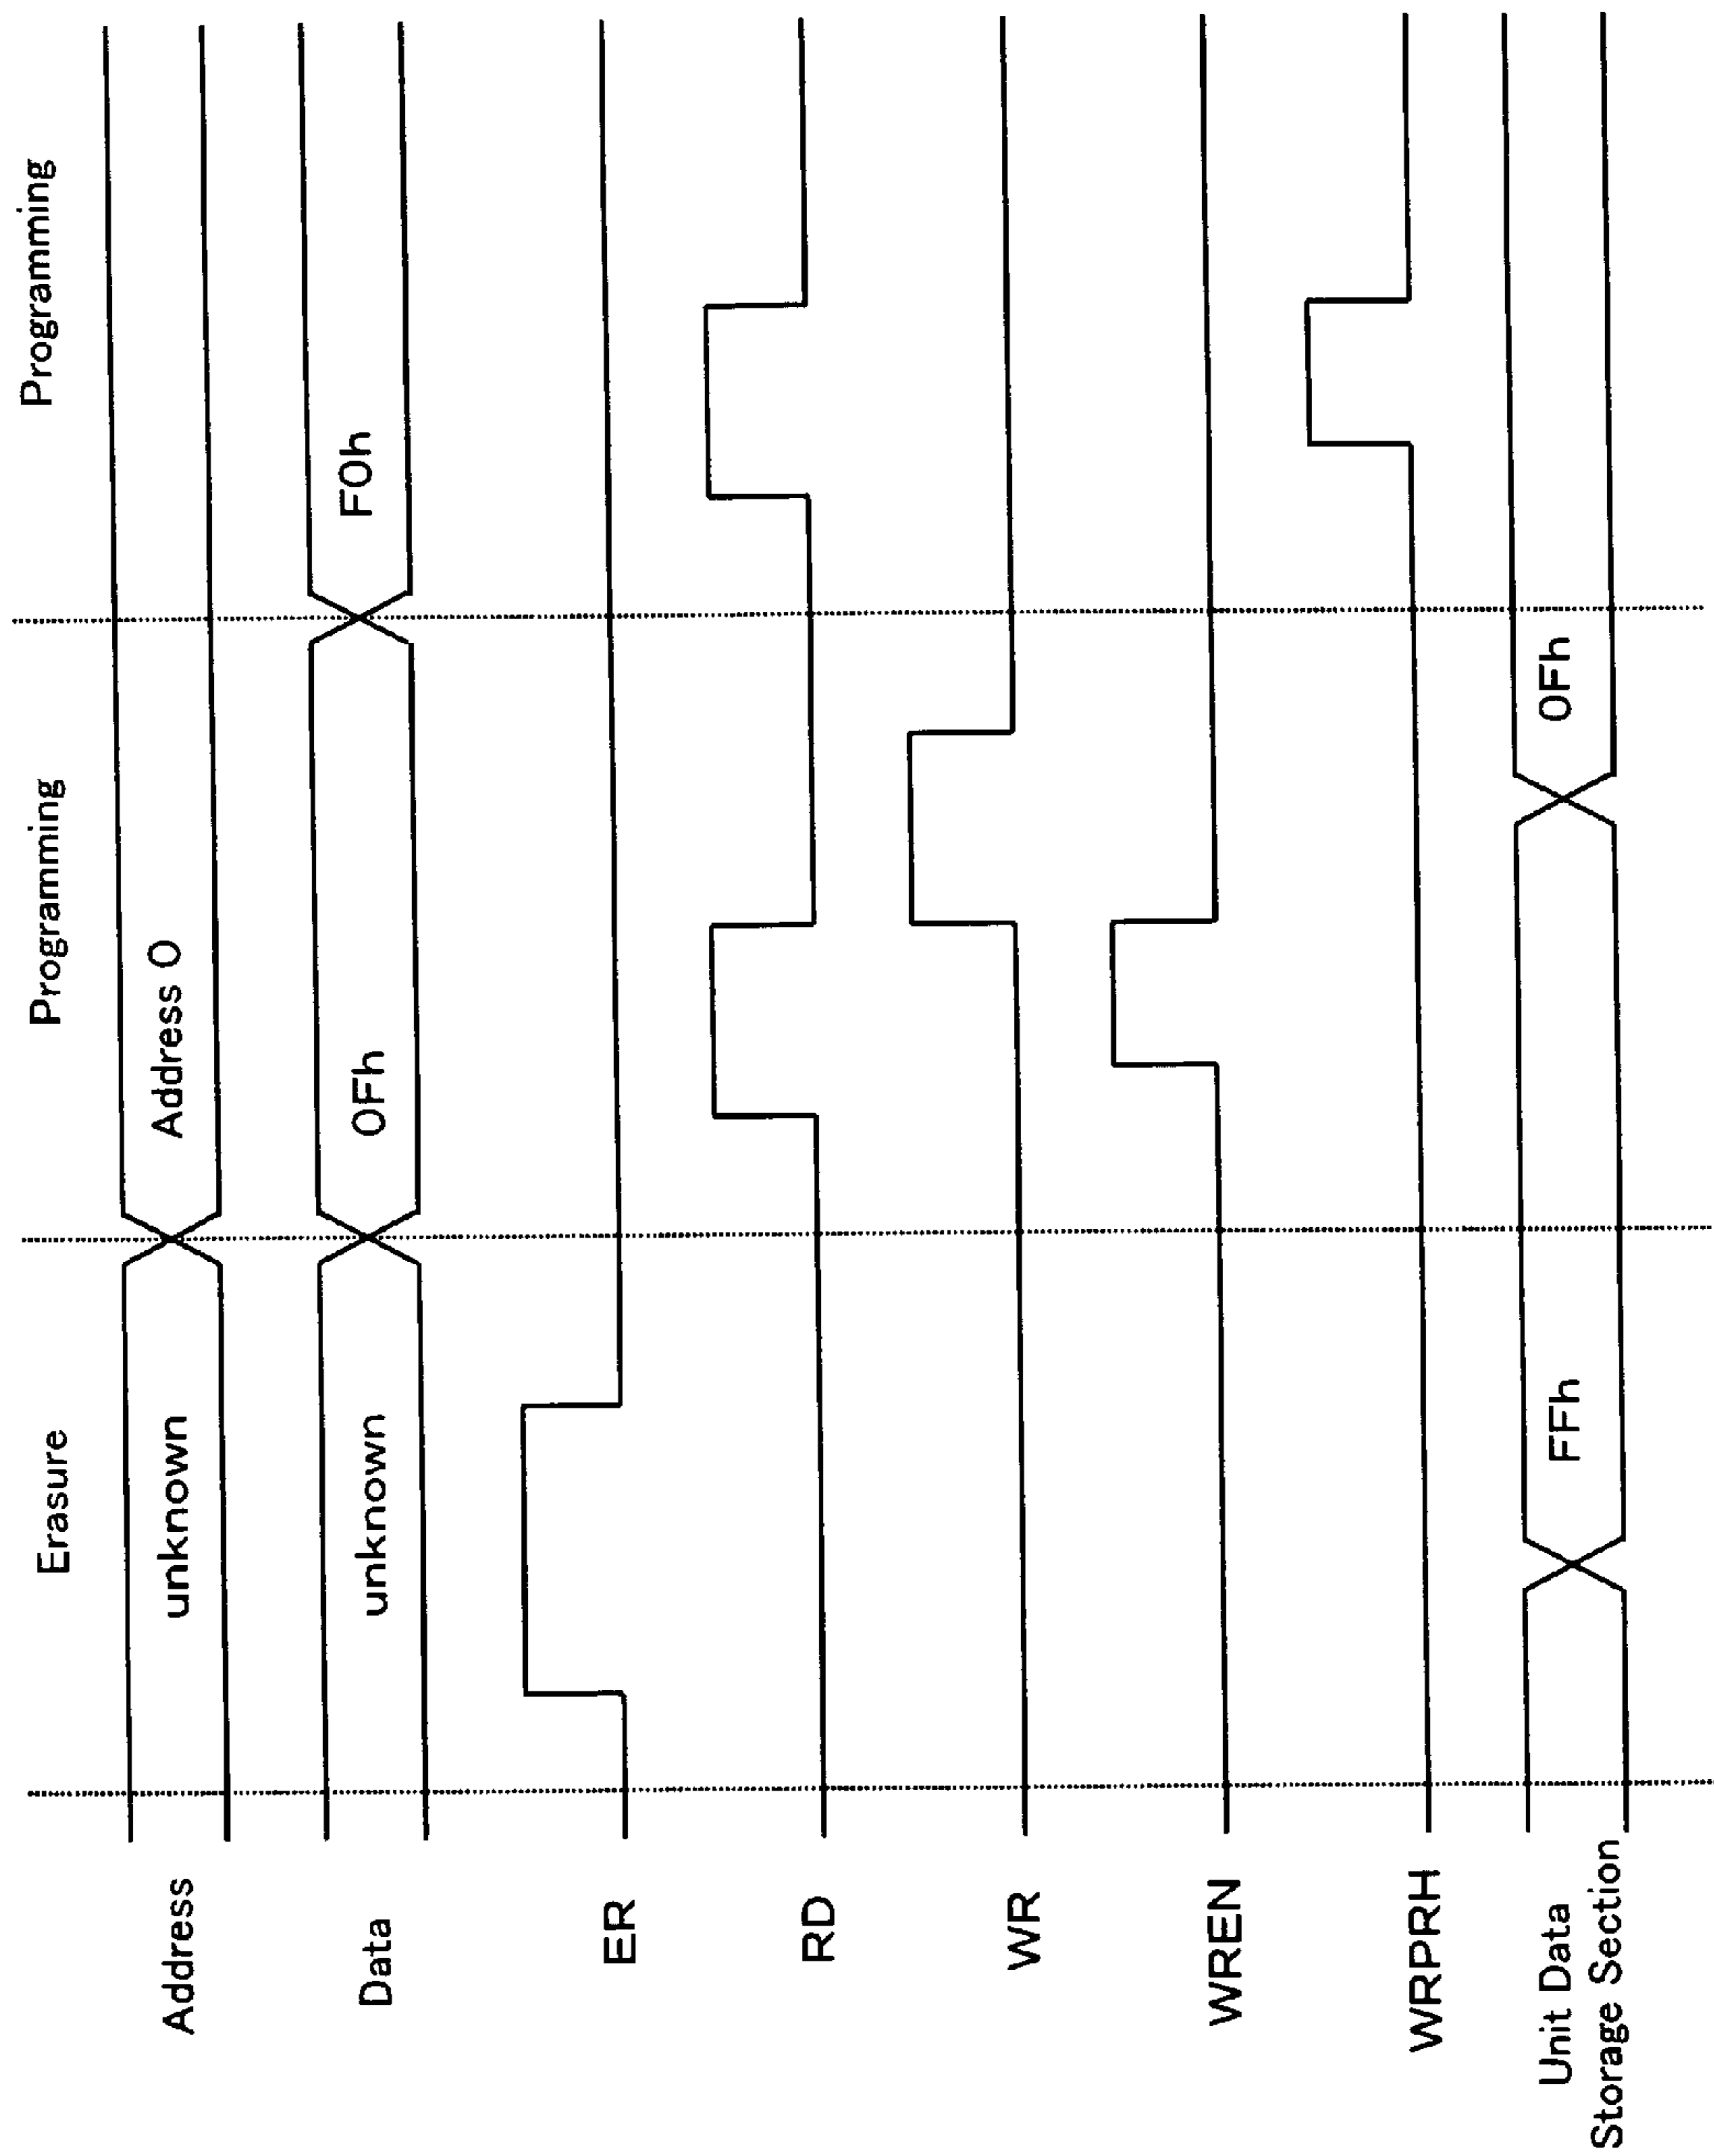 Erasure
Programming
Programming
Address
unknown
Address 0
Data
unknown
0Fh
F0h
ER
RD
WR
WREN
WRPRH
Unit Data
Storage Section
FFh
0Fh